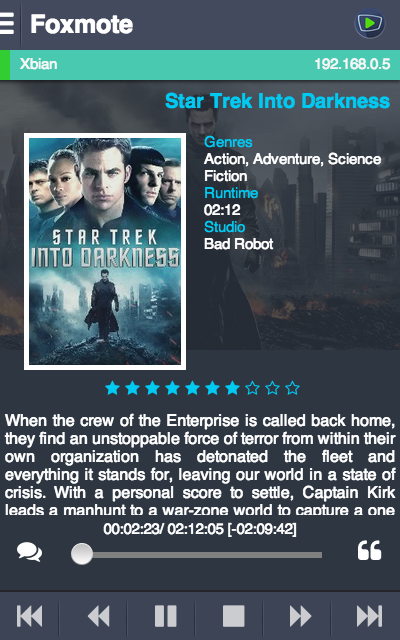 Foxmote
Xbian 192.168.0.5
Star Trek Into Darkness
Genres
Action, Adventure, Science
Fiction
Runtime
02:12
Studio
Bad Robot
STAR TREK
INTO DARKNESS
When the crew of the Enterprise is called back home,
they find an unstoppable force of terror from within their
own organization has detonated the fleet and
everything it stands for, leaving our world in a state of
crisis. With a personal score to settle, Captain Kirk
leads a manhunt to a war-zone world to capture a one
00:02:23/ 02:12:05 [-02:09:42]